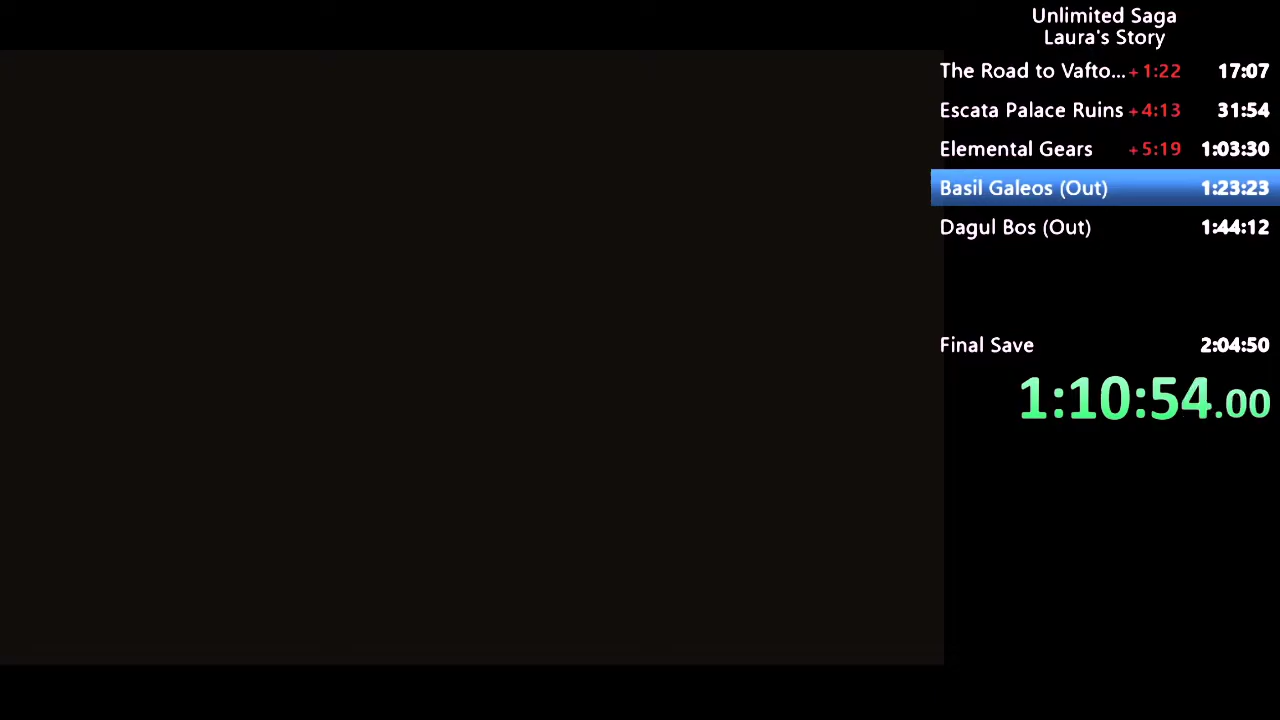 Unlimited Saga
Laura's Story
The Road to Vafto... +1:22 17:07
Escata Palace Ruins +4:13 31:54
Elemental Gears +5:19 1:03:30
Basil Galeos (Out) 1:23:23
Dagul Bos (Out) 1:44:12
Final Save 2:04:50
1:10:54.00